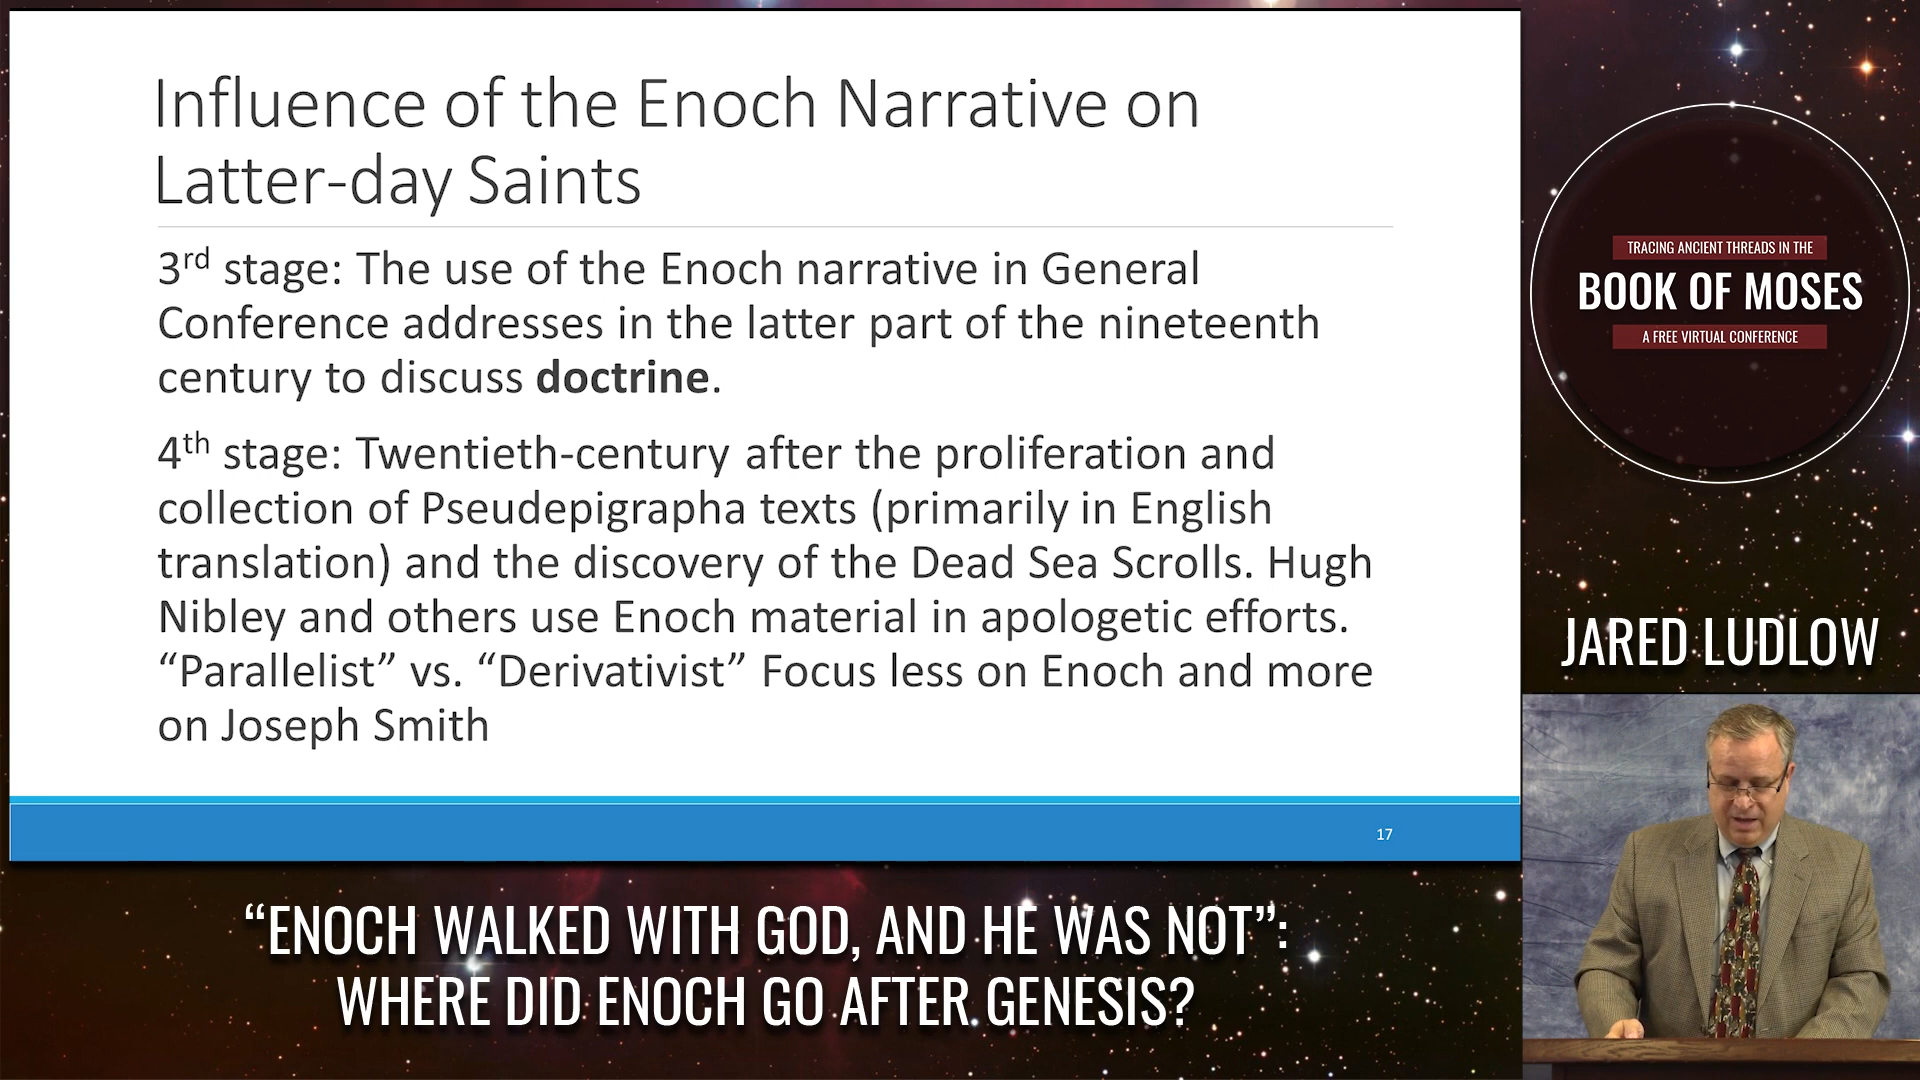 Influence of the Enoch Narrative on
Latter-day Saints
3rd stage: The use of the Enoch narrative in General
Conference addresses in the latter part of the nineteenth
century to discuss doctrine.
4th stage: Twentieth-century after the proliferation and
collection of Pseudepigrapha texts (primarily in English
translation) and the discovery of the Dead Sea Scrolls. Hugh
Nibley and others use Enoch material in apologetic efforts.
“Parallelist” vs. “Derivativist” Focus less on Enoch and more
on Joseph Smith
17
TRACING ANCIENT THREADS IN THE
BOOK OF MOSES
A FREE VIRTUAL CONFERENCE
JARED LUDLOW
“ENOCH WALKED WITH GOD, AND HE WAS NOT”:
WHERE DID ENOCH GO AFTER GENESIS?